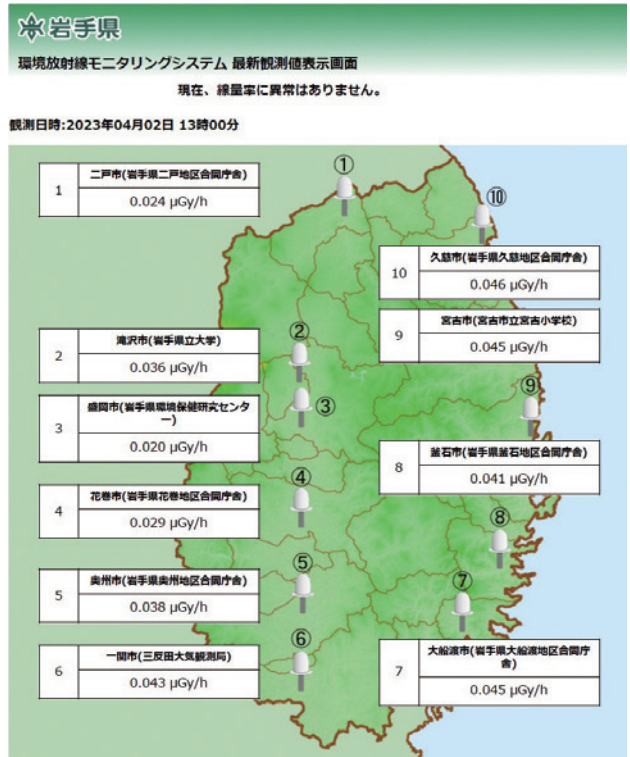 岩手県
環境放射線モニタリングシステム 最新観測値表示画面
現在、線量率に異常はありません。
観測日時:2023年04月02日 13時00分
①
1
二戸市(岩手県二戸地区合同庁舎)
0.024 μGy/h
⑩
10
久慈市(岩手県久慈地区合同庁舎)
0.046 μGy/h
9
宮古市(宮古市立宮古小学校)
0.045 μGy/h
②
2
滝沢市(岩手県立大学)
0.036 μGy/h
⑨
③
3
盛岡市(岩手県環境保健研究センタ
ー)
0.020 μGy/h
8
釜石市(岩手県釜石地区合同庁舎)
0.041 μGy/h
④
4
花巻市(岩手県花巻地区合同庁舎)
0.029 μGy/h
⑧
⑤
5
奥州市(岩手県奥州地区合同庁舎)
0.038 μGy/h
⑦
⑥
6
一関市(三反田大気観測局)
0.043 μGy/h
7
大船渡市(岩手県大船渡地区合同庁
舎)
0.045 μGy/h